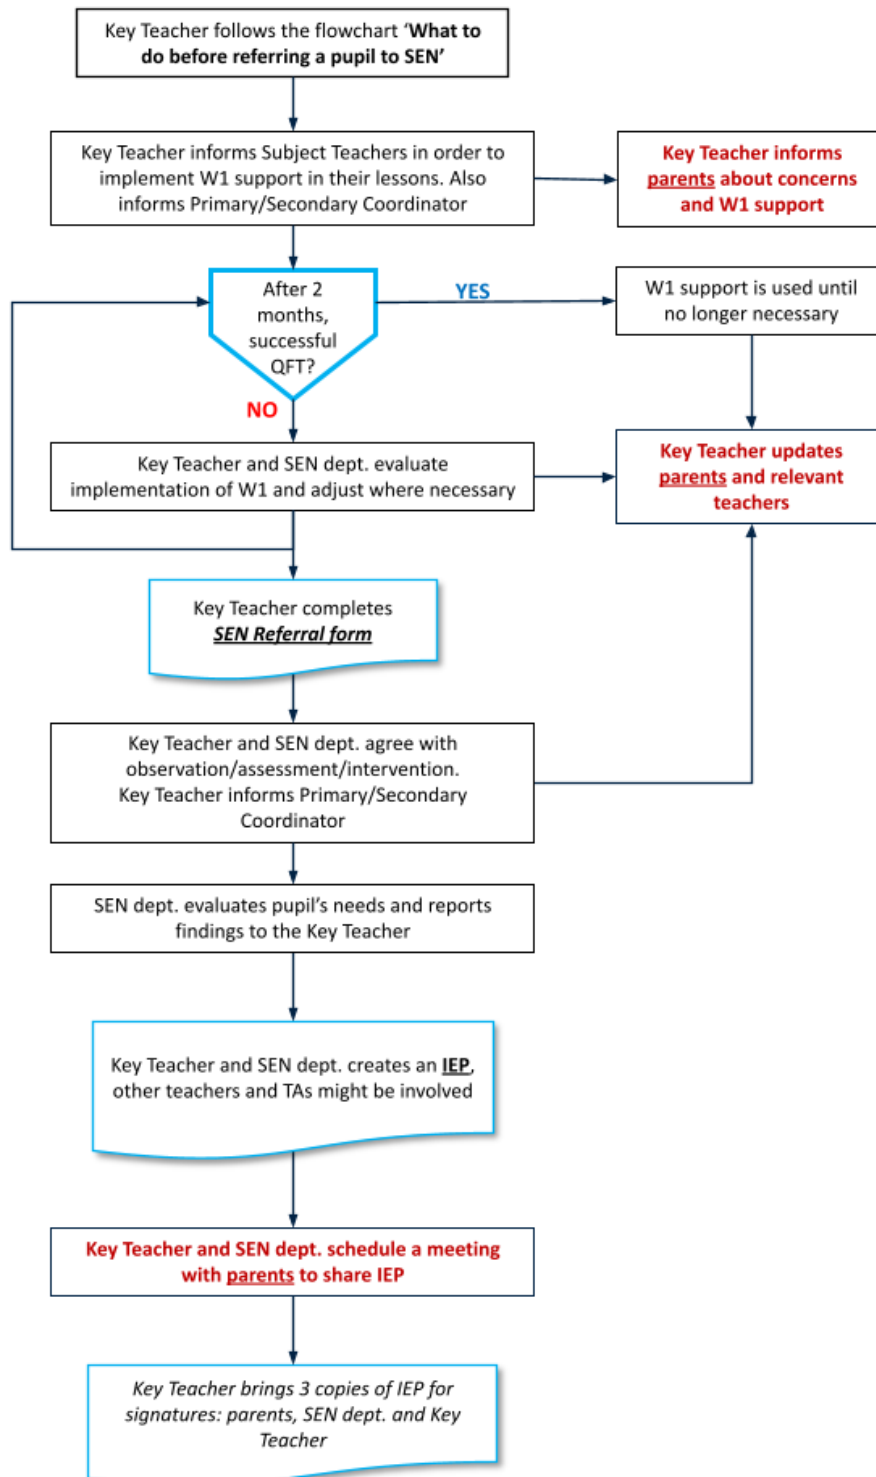 Key Teacher follows the flowchart ‘What to
do before referring a pupil to SEN’
Key Teacher informs Subject Teachers in order to
implement W1 support in their lessons. Also
informs Primary/Secondary Coordinator
Key Teacher informs
parents about concerns
and W1 support
After 2
months,
successful
QFT?
YES
W1 support is used until
no longer necessary
NO
Key Teacher and SEN dept. evaluate
implementation of W1 and adjust where necessary
Key Teacher updates
parents and relevant
teachers
Key Teacher completes
SEN Referral form
Key Teacher and SEN dept. agree with
observation/assessment/intervention.
Key Teacher informs Primary/Secondary
Coordinator
SEN dept. evaluates pupil’s needs and reports
findings to the Key Teacher
Key Teacher and SEN dept. creates an IEP,
other teachers and TAs might be involved
Key Teacher and SEN dept. schedule a meeting
with parents to share IEP
Key Teacher brings 3 copies of IEP for
signatures: parents, SEN dept. and Key
Teacher